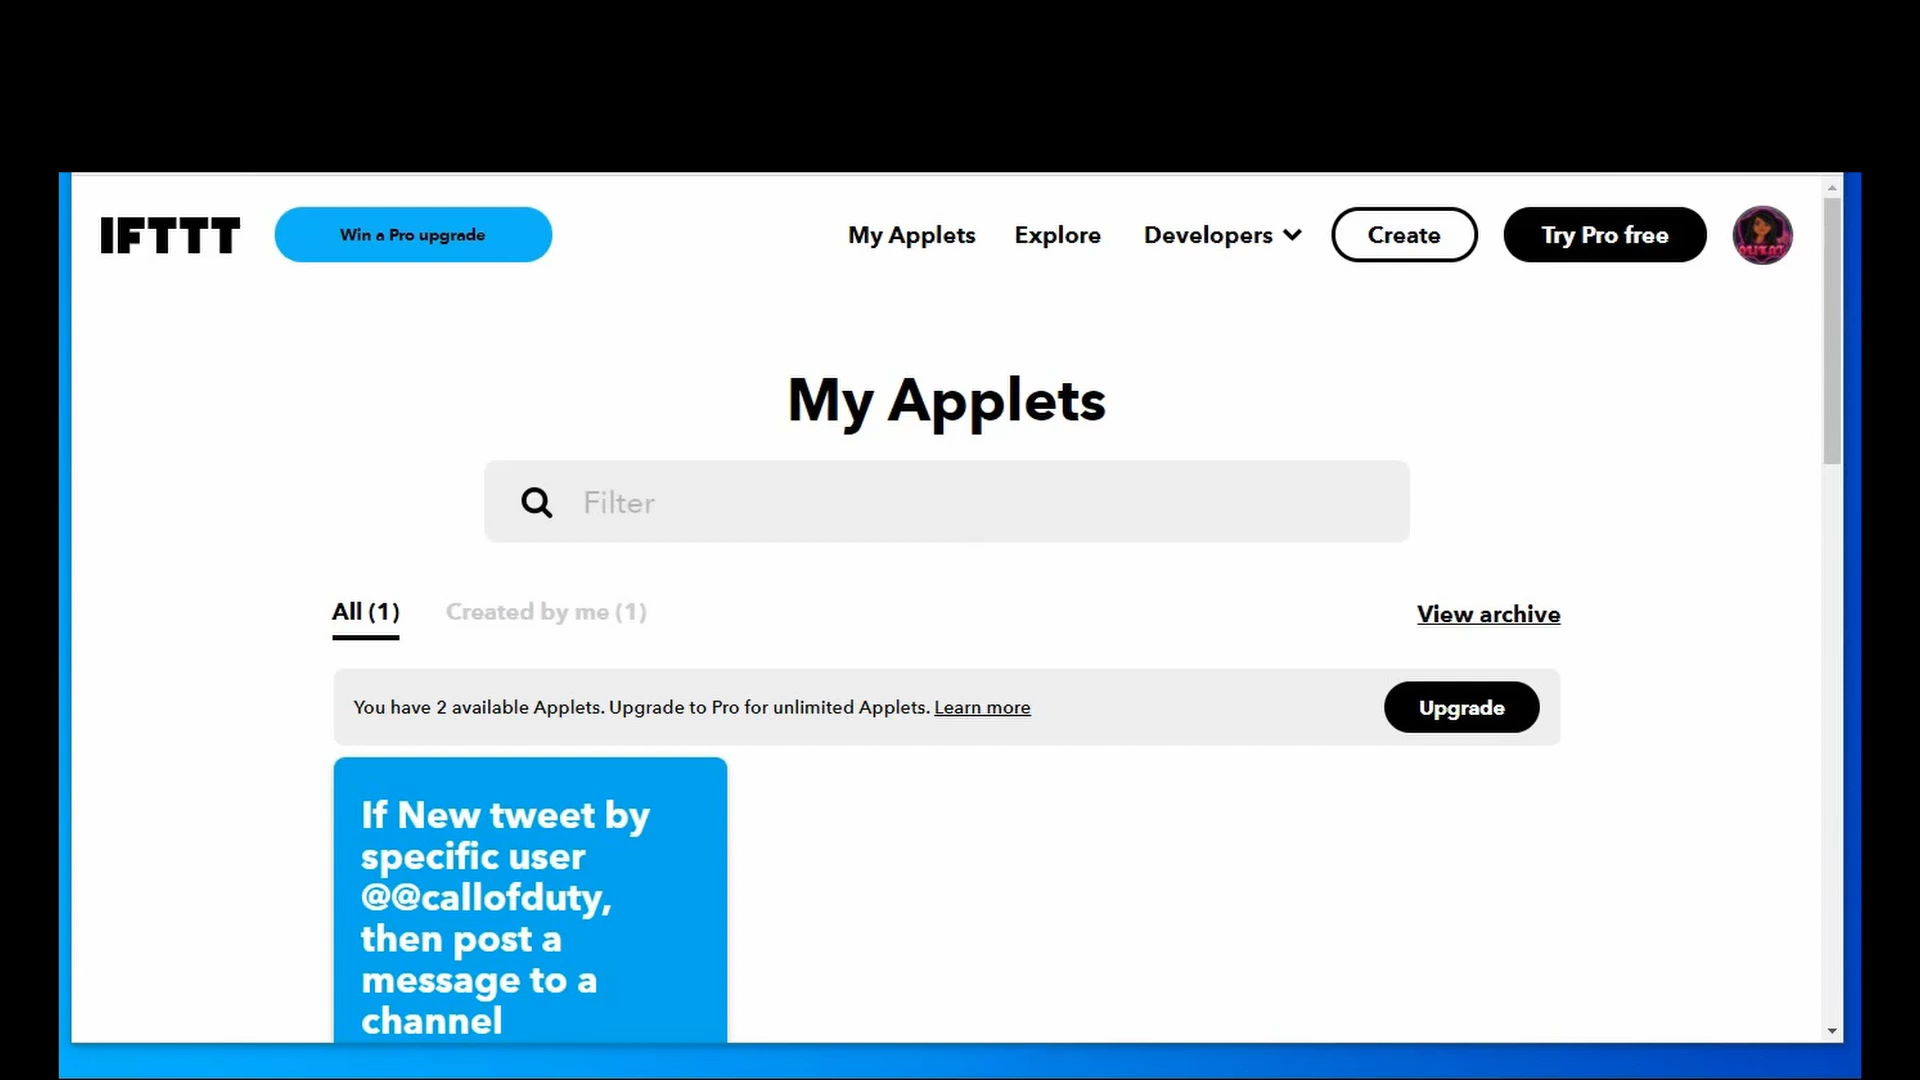 IFTTT
Win a Pro upgrade
My Applets
Explore
Developers
Create
Try Pro free
My Applets
Filter
All (1)
Created by me (1)
View archive
You have 2 available Applets. Upgrade to Pro for unlimited Applets. Learn more
Upgrade
If New tweet by
specific user
@@callofduty,
then post a
message to a
channel